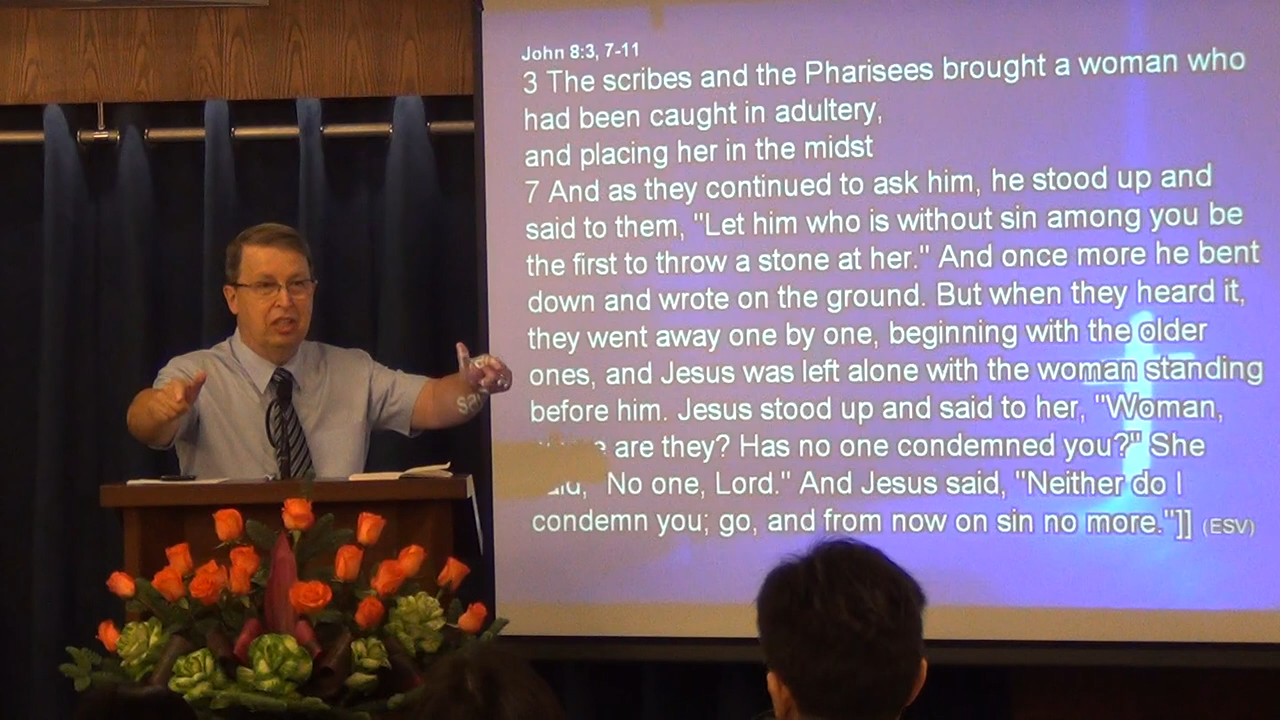 John 8:3, 7-11
3 The scribes and the Pharisees brought a woman who
had been caught in adultery,
and placing her in the midst
7 And as they continued to ask him, he stood up and
said to them, "Let him who is without sin among you be
the first to throw a stone at her." And once more he bent
down and wrote on the ground. But when they heard it,
they went away one by one, beginning with the older
ones, and Jesus was left alone with the woman standing
before him. Jesus stood up and said to her, "Woman,
are they? Has no one condemned you?" She
No one, Lord." And Jesus said, "Neither do I
condemn you; go, and from now on sin no more."]] (ESV)